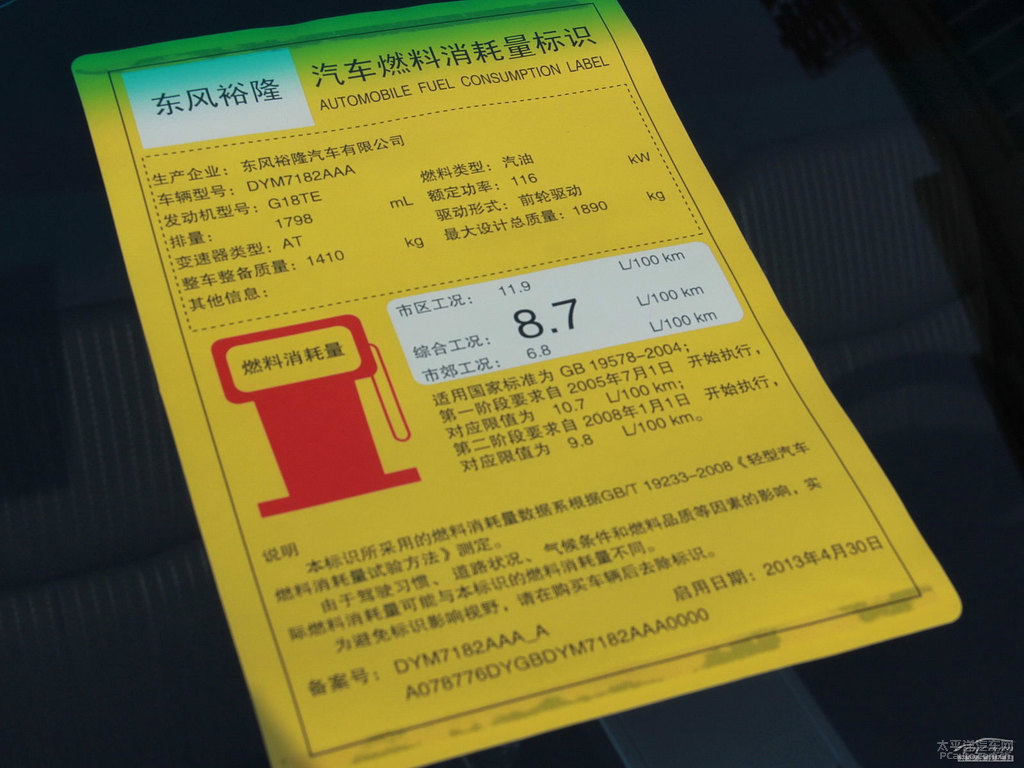 东风裕隆
汽车燃料消耗量标识
AUTOMOBILE FUEL CONSUMPTION LABEL
生产企业：东风裕隆汽车有限公司
车辆型号：DYM7182AAA 燃料类型：汽油
发动机型号：G18TE 额定功率：116 kW
排量： 1798 mL 驱动形式：前轮驱动
变速器类型：AT 最大设计总质量：1890 kg
整车整备质量：1410 kg
其他信息：
市区工况： 11.9 L/100 km
综合工况： 8.7 L/100 km
市郊工况： 6.8 L/100 km
燃料消耗量
适用国家标准为 GB 19578-2004；
第一阶段要求自 2005年7月1日 开始执行，
对应限值为 10.7 L/100 km；
第二阶段要求自 2008年1月1日 开始执行，
对应限值为 9.8 L/100 km。
说明
本标识所采用的燃料消耗量数据系根据GB/T 19233-2008《轻型汽车
燃料消耗量试验方法》测定。
由于驾驶习惯、道路状况、气候条件和燃料品质等因素的影响，实
际燃料消耗量可能与本标识的燃料消耗量不同。
为避免标识影响视野，请在购买车辆后去除标识。
启用日期：2013年4月30日
备案号： DYM7182AAA_A
A078776DYGBDYM7182AAA0000
太平洋汽车网
PCauto.com.cn